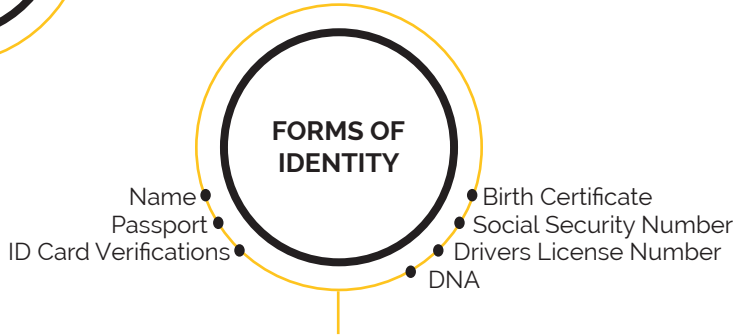 FORMS OF
IDENTITY
Name
Passport
ID Card Verifications
Birth Certificate
Social Security Number
Drivers License Number
DNA